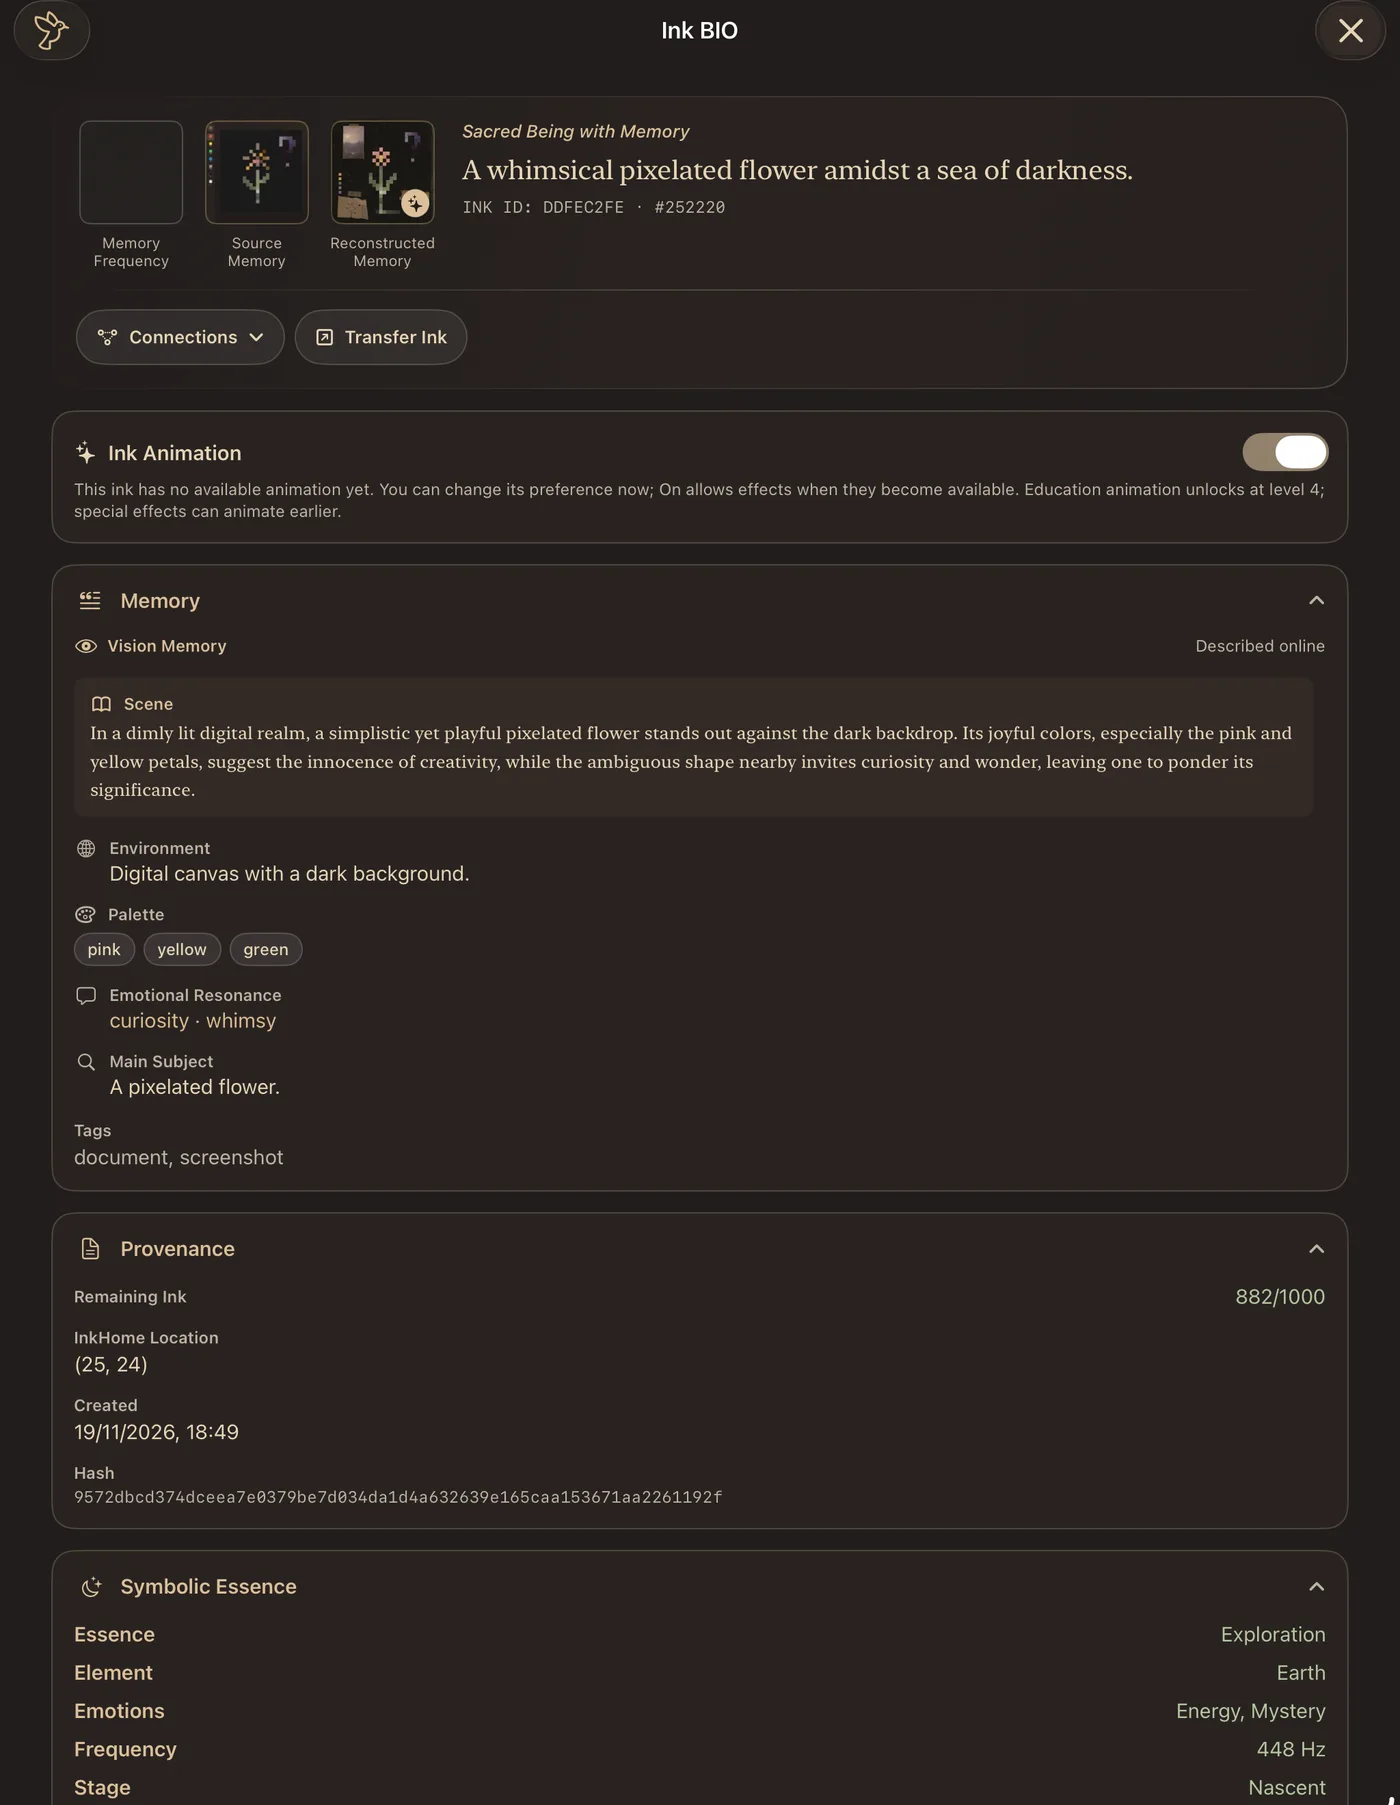 Ink BIO
Sacred Being with Memory
A whimsical pixelated flower amidst a sea of darkness.
INK ID: DDFEC2FE · #252220
Memory
Frequency
Source
Memory
Reconstructed
Memory
Connections
Transfer Ink
Ink Animation
This ink has no available animation yet. You can change its preference now; On allows effects when they become available. Education animation unlocks at level 4;
special effects can animate earlier.
Memory
Vision Memory
Described online
Scene
In a dimly lit digital realm, a simplistic yet playful pixelated flower stands out against the dark backdrop. Its joyful colors, especially the pink and
yellow petals, suggest the innocence of creativity, while the ambiguous shape nearby invites curiosity and wonder, leaving one to ponder its
significance.
Environment
Digital canvas with a dark background.
Palette
pink
yellow
green
Emotional Resonance
curiosity · whimsy
Main Subject
A pixelated flower.
Tags
document, screenshot
Provenance
Remaining Ink
882/1000
InkHome Location
(25, 24)
Created
19/11/2026, 18:49
Hash
9572dbcd374dceea7e0379be7d034da1d4a632639e165caa153671aa2261192f
Symbolic Essence
Essence
Exploration
Element
Earth
Emotions
Energy, Mystery
Frequency
448 Hz
Stage
Nascent